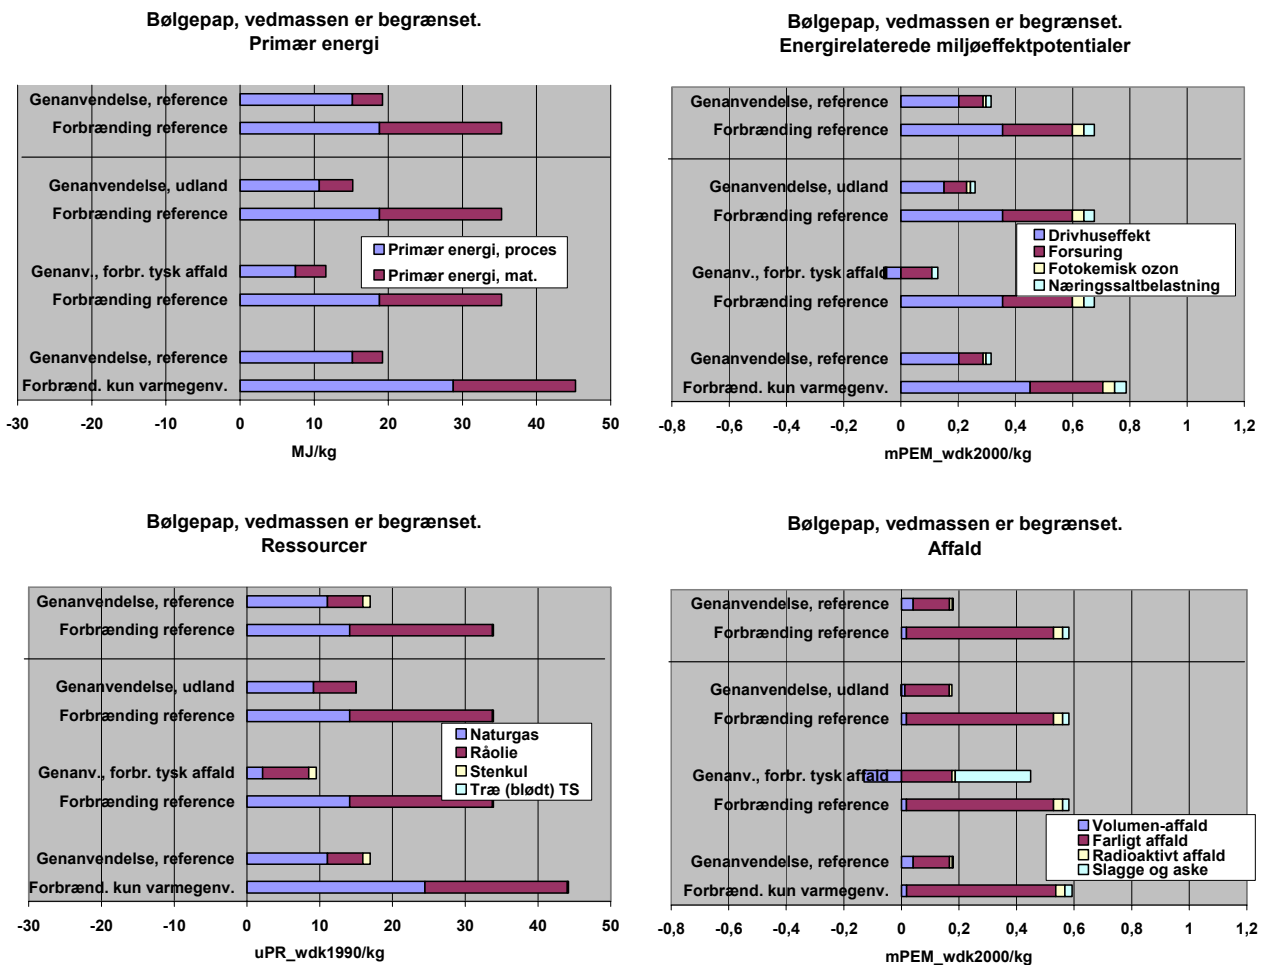 Bølgepap, vedmassen er begrænset.
Primær energi
Genanvendelse, reference
Forbrænding reference
Genanvendelse, udland
Forbrænding reference
Genanv., forbr. tysk affald
Forbrænding reference
Genanvendelse, reference
Forbrænd. kun varmegenv.
Primær energi, proces
Primær energi, mat.
-30 -20 -10 0 10 20 30 40 50
MJ/kg
Bølgepap, vedmassen er begrænset.
Energirelaterede miljøeffektpotentialer
Genanvendelse, reference
Forbrænding reference
Genanvendelse, udland
Forbrænding reference
Genanv., forbr. tysk affald
Forbrænding reference
Genanvendelse, reference
Forbrænd. kun varmegenv.
Drivhuseffekt
Forsuring
Fotokemisk ozon
Næringssaltbelastning
-0,8 -0,6 -0,4 -0,2 0 0,2 0,4 0,6 0,8 1 1,2
mPEM_wdk2000/kg
Bølgepap, vedmassen er begrænset.
Ressourcer
Genanvendelse, reference
Forbrænding reference
Genanvendelse, udland
Forbrænding reference
Genanv., forbr. tysk affald
Forbrænding reference
Genanvendelse, reference
Forbrænd. kun varmegenv.
Naturgas
Råolie
Stenkul
Træ (blødt) TS
-30 -20 -10 0 10 20 30 40 50
uPR_wdk1990/kg
Bølgepap, vedmassen er begrænset.
Affald
Genanvendelse, reference
Forbrænding reference
Genanvendelse, udland
Forbrænding reference
Genanv., forbr. tysk affald
Forbrænding reference
Genanvendelse, reference
Forbrænd. kun varmegenv.
Volumen-affald
Farligt affald
Radioaktivt affald
Slagge og aske
-0,8 -0,6 -0,4 -0,2 0 0,2 0,4 0,6 0,8 1 1,2
mPEM_wdk2000/kg